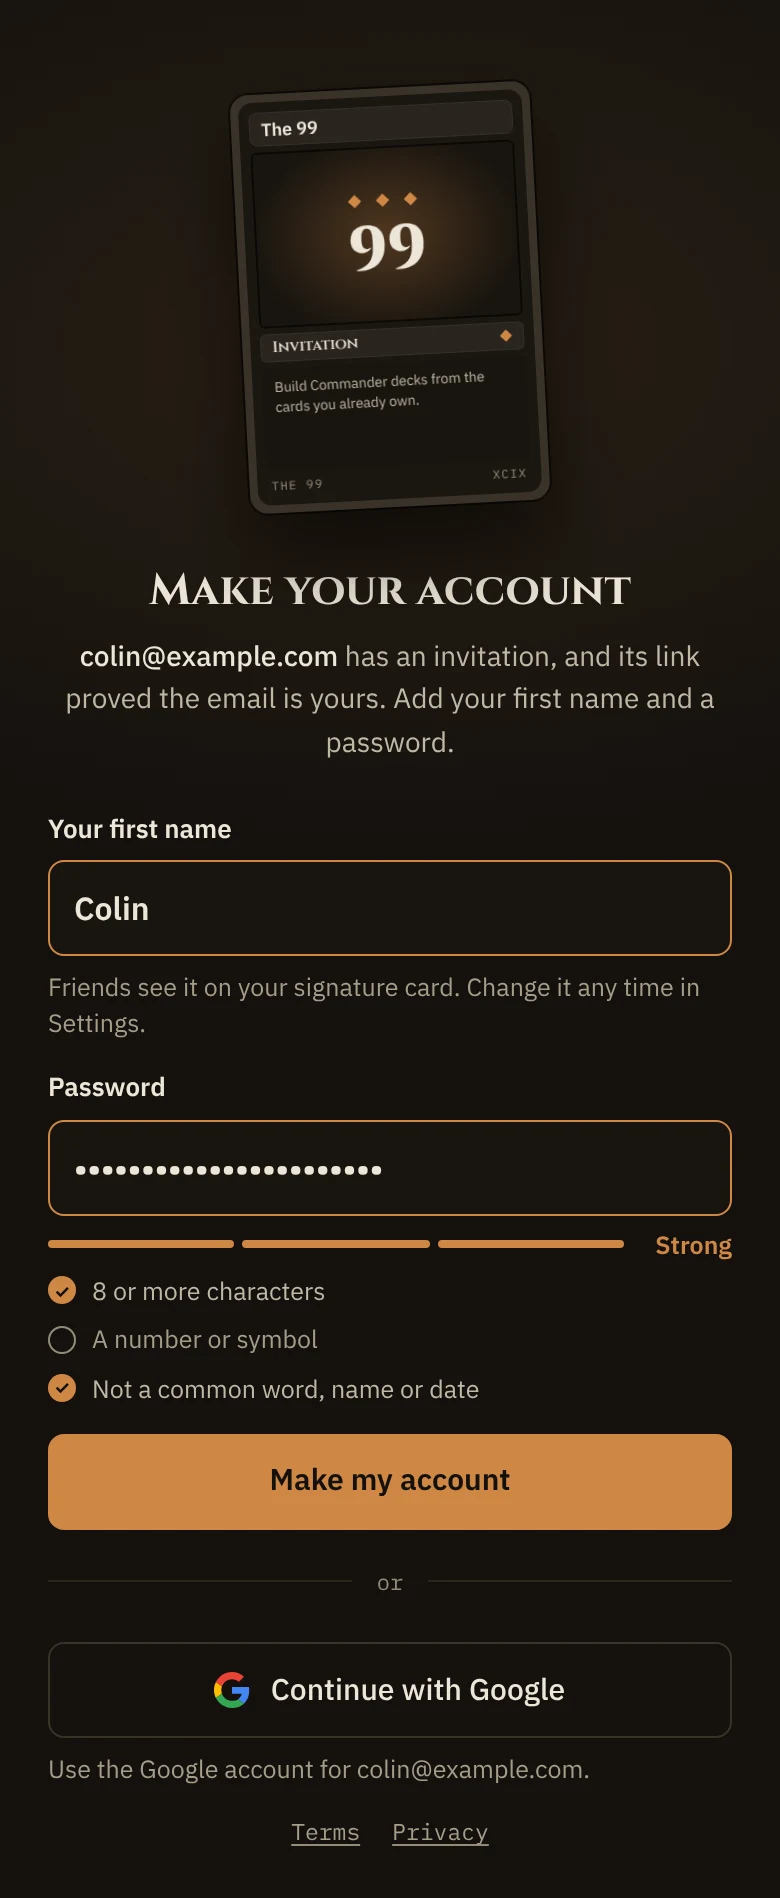 The 99
99
Invitation
Build Commander decks from the
cards you already own.
THE 99
XCIX
Make your account
colin@example.com has an invitation, and its link
proved the email is yours. Add your first name and a
password.
Your first name
Colin
Friends see it on your signature card. Change it any time in
Settings.
Password
•••••••••••••••••••••••
Strong
8 or more characters
A number or symbol
Not a common word, name or date
Make my account
or
Continue with Google
Use the Google account for colin@example.com.
Terms Privacy